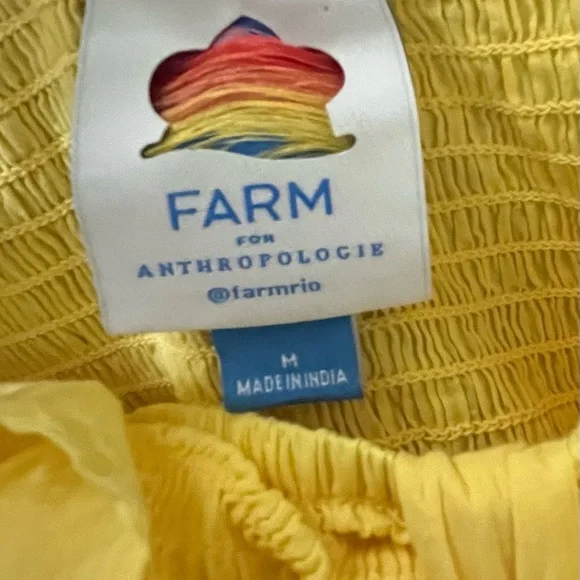 FARM
FOR
ANTHROPOLOGIE
@farmrio
M
MADE IN INDIA